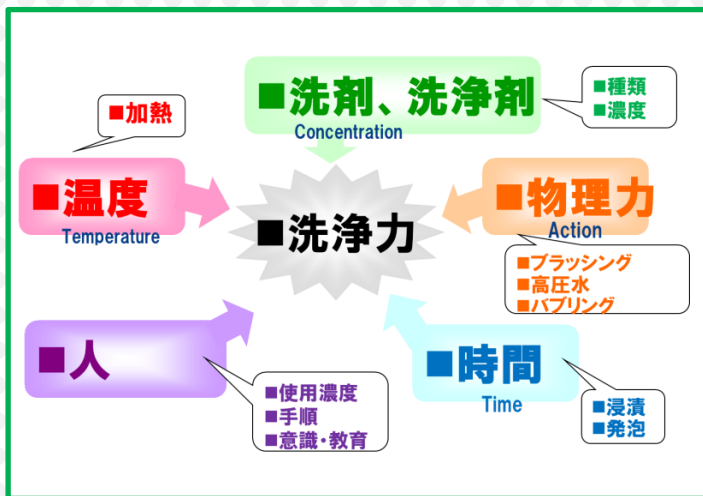 ■洗剤、洗浄剤
Concentration
■種類
■濃度
■加熱
■温度
Temperature
■洗浄力
■物理力
Action
■ブラッシング
■高圧水
■バブリング
■人
■使用濃度
■手順
■意識・教育
■時間
Time
■浸漬
■発泡